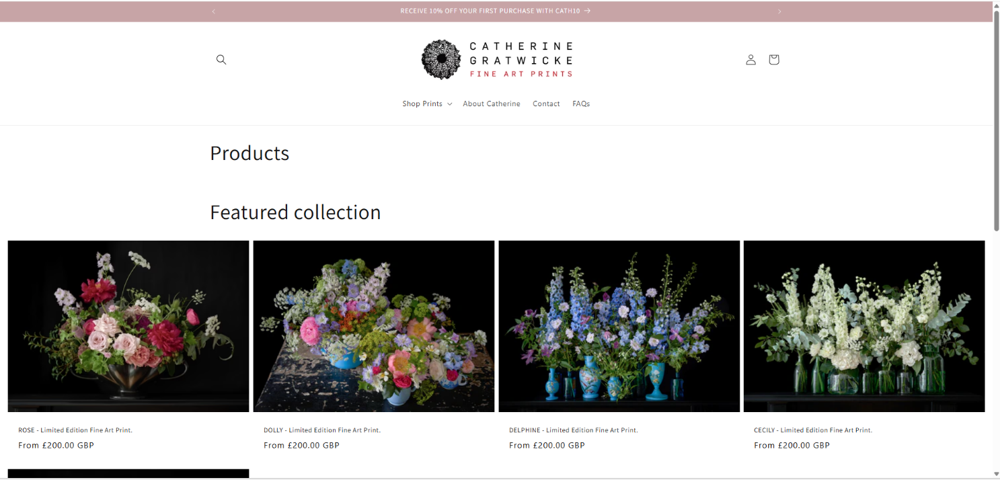 RECEIVE 10% OFF YOUR FIRST PURCHASE WITH CATH10 →
CATHERINE
GRATWICKE
FINE ART PRINTS
Shop Prints
About Catherine
Contact
FAQs
Products
Featured collection
ROSE - Limited Edition Fine Art Print.
From £200.00 GBP
DOLLY - Limited Edition Fine Art Print.
From £200.00 GBP
DELPHINE - Limited Edition Fine Art Print.
From £200.00 GBP
CECILY - Limited Edition Fine Art Print.
From £200.00 GBP